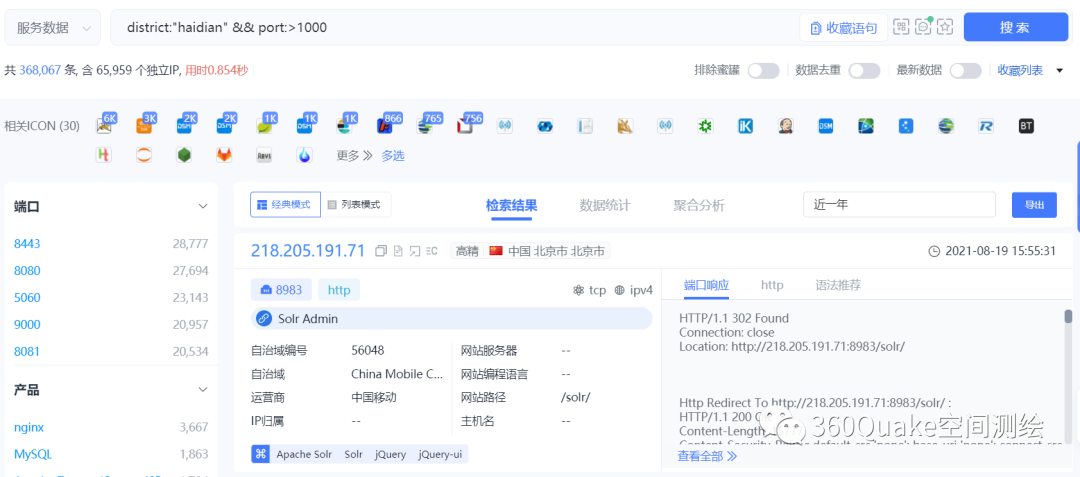 服务数据
district:"haidian" && port:>1000
收藏语句
搜 索
共 368,067 条, 含 65,959 个独立IP, 用时0.854秒
排除蜜罐
数据去重
最新数据
收藏列表
相关ICON (30)
6K 3K 2K 2K 1K 1K 1K 866 765 756
DSM DSM DSM iK DSM R BT
H ABVS
更多
多选
端口
8443 28,777
8080 27,694
5060 23,143
9000 20,957
8081 20,534
产品
nginx 3,667
MySQL 1,863
经典模式
列表模式
检索结果
数据统计
聚合分析
近一年
导出
218.205.191.71
高精
中国 北京市 北京市
2021-08-19 15:55:31
8983
http
tcp
ipv4
Solr Admin
自治域编号 56048
网站服务器 --
自治域 China Mobile C...
网站编程语言 --
运营商 中国移动
网站路径 /solr/
IP归属 --
主机名 --
Apache Solr Solr jQuery jQuery-ui
端口响应
http
语法推荐
HTTP/1.1 302 Found
Connection: close
Location: http://218.205.191.71:8983/solr/
Http Redirect To http://218.205.191.71:8983/solr/ :
HTTP/1.1 200
Content-Length
查看全部
360Quake空间测绘